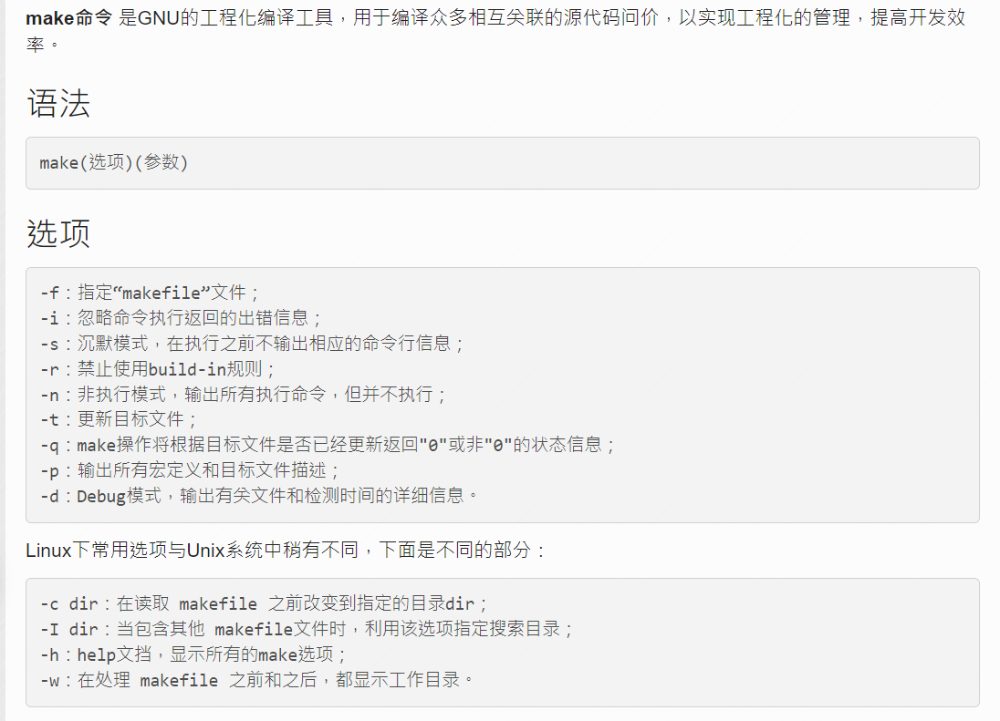 make命令 是GNU的工程化编译工具，用于编译众多相互关联的源代码问价，以实现工程化的管理，提高开发效
率。
语法
make(选项)(参数)
选项
-f：指定“makefile”文件；
-i：忽略命令执行返回的出错信息；
-s：沉默模式，在执行之前不输出相应的命令行信息；
-r：禁止使用build-in规则；
-n：非执行模式，输出所有执行命令，但并不执行；
-t：更新目标文件；
-q：make操作将根据目标文件是否已经更新返回"0"或非"0"的状态信息；
-p：输出所有宏定义和目标文件描述；
-d：Debug模式，输出有关文件和检测时间的详细信息。
Linux下常用选项与Unix系统中稍有不同，下面是不同的部分：
-c dir：在读取 makefile 之前改变到指定的目录dir；
-I dir：当包含其他 makefile文件时，利用该选项指定搜索目录；
-h：help文挡，显示所有的make选项；
-w：在处理 makefile 之前和之后，都显示工作目录。